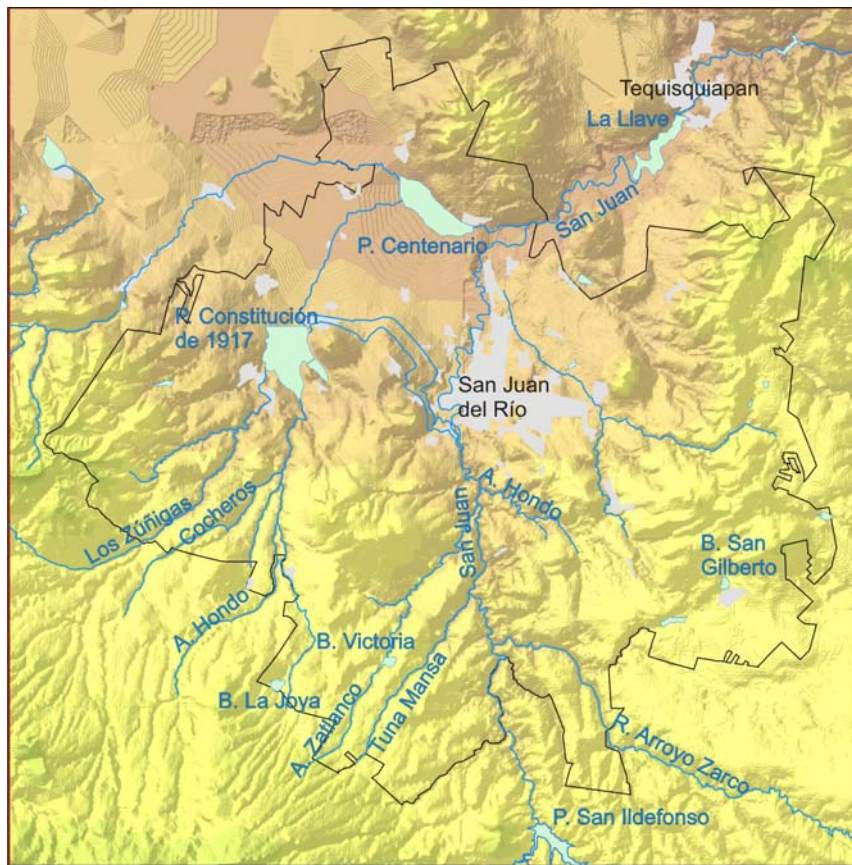 Tequisquiapan
La Llave
San Juan
P. Centenario
P. Constitución
de 1917
San Juan
del Río
A. Hondo
San Juan
Los Zúñigas
Cocheros
B. San
Gilberto
A. Hondo
B. Victoria
B. La Joya
A. Zatlanco
Tuna Mansa
R. Arroyo Zarco
P. San Ildefonso